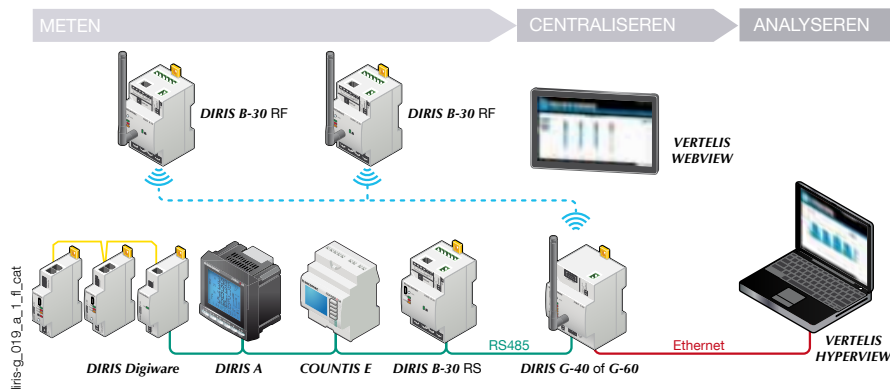 METEN
CENTRALISEREN
ANALYSEREN
DIRIS B-30 RF
DIRIS B-30 RF
VERTELIS
WEBVIEW
diris-g_019_a_1_fl_cat
DIRIS Digiware
DIRIS A
COUNTIS E
DIRIS B-30 RS
RS485
DIRIS G-40 of G-60
Ethernet
VERTELIS
HYPERVIEW